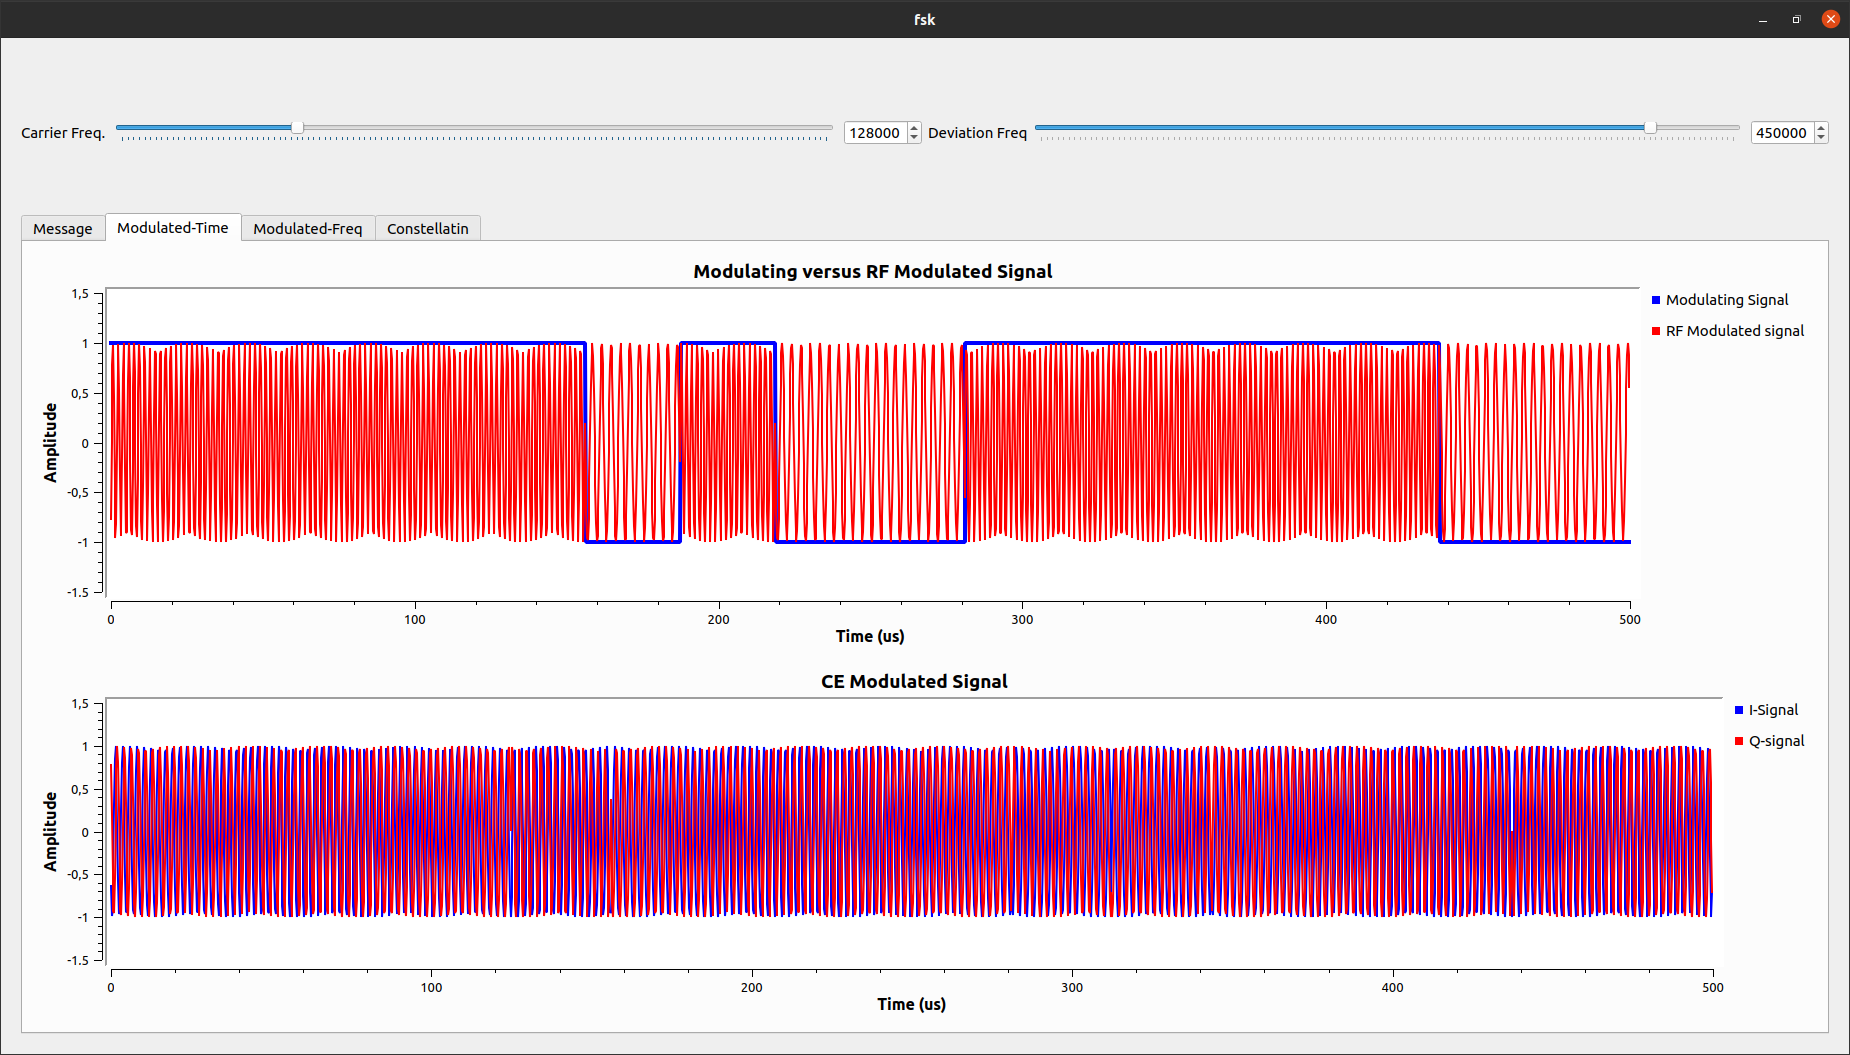 fsk
Carrier Freq. 128000 Deviation Freq 450000
Message Modulated-Time Modulated-Freq Constellatin
Modulating versus RF Modulated Signal
1,5
1
0,5
0
-0,5
-1
-1.5
Amplitude
0 100 200 300 400 500
Time (us)
Modulating Signal
RF Modulated signal
CE Modulated Signal
1,5
1
0,5
0
-0,5
-1
-1.5
Amplitude
0 100 200 300 400 500
Time (us)
I-Signal
Q-signal